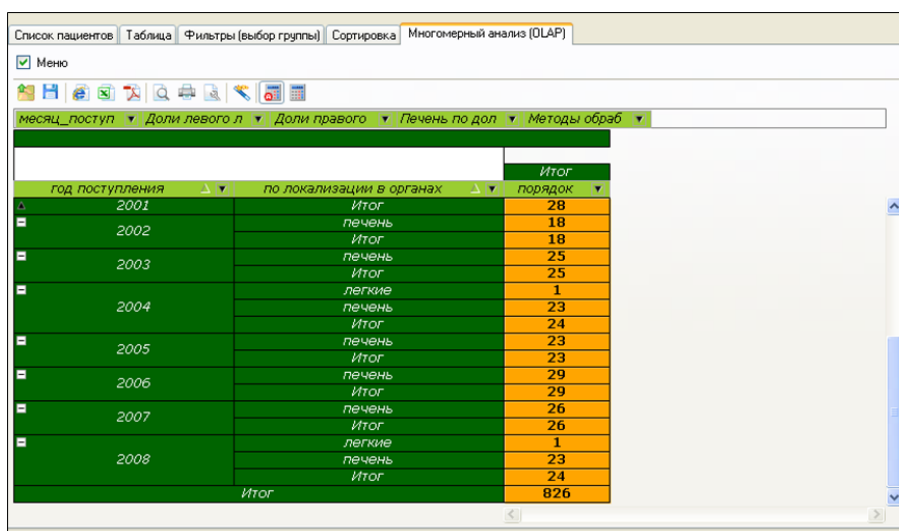 Список пациентов Таблица Фильтры (выбор группы) Сортировка Многомерный анализ (OLAP)
Меню
месяц_поступ Доли левого л Доли правого Печень по дол Методы обраб
Итог
год поступления по локализации в органах порядок
2001 Итог 28
2002 печень 18
Итог 18
2003 печень 25
Итог 25
2004 легкие 1
печень 23
Итог 24
2005 печень 23
Итог 23
2006 печень 29
Итог 29
2007 печень 26
Итог 26
2008 легкие 1
печень 23
Итог 24
Итог 826